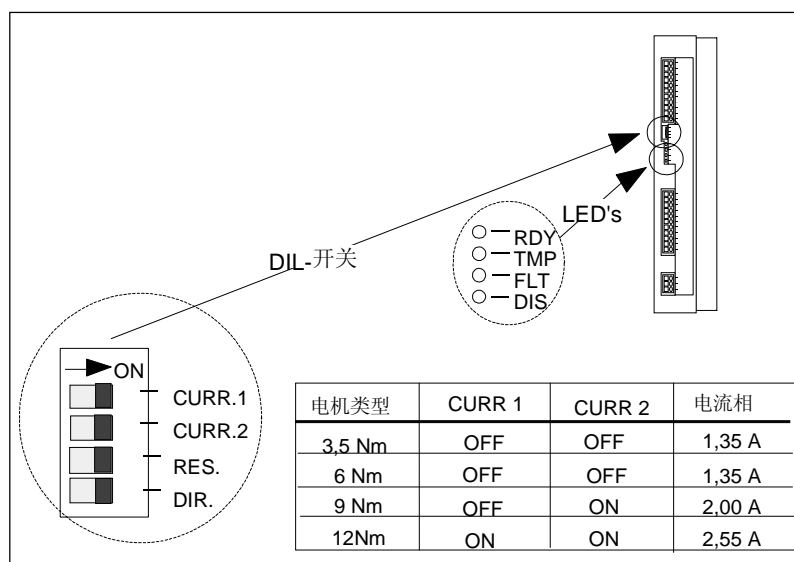 LED's
RDY
TMP
FLT
DIS
DIL-开关
ON
CURR.1
CURR.2
RES.
DIR.
电机类型 CURR 1 CURR 2 电流相
3,5 Nm OFF OFF 1,35 A
6 Nm OFF OFF 1,35 A
9 Nm OFF ON 2,00 A
12Nm ON ON 2,55 A